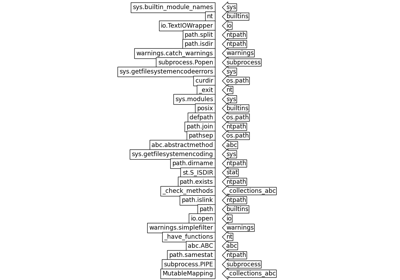 sys.builtin_module_names sys
nt builtins
io.TextIOWrapper io
path.split ntpath
path.isdir ntpath
warnings.catch_warnings warnings
subprocess.Popen subprocess
sys.getfilesystemencodeerrors sys
curdir os.path
_exit nt
sys.modules sys
posix builtins
defpath os.path
path.join ntpath
pathsep os.path
abc.abstractmethod abc
sys.getfilesystemencoding sys
path.dirname ntpath
st.S_ISDIR stat
path.exists ntpath
_check_methods _collections_abc
path.islink ntpath
path builtins
io.open io
warnings.simplefilter warnings
_have_functions nt
abc.ABC abc
path.samestat ntpath
subprocess.PIPE subprocess
MutableMapping _collections_abc